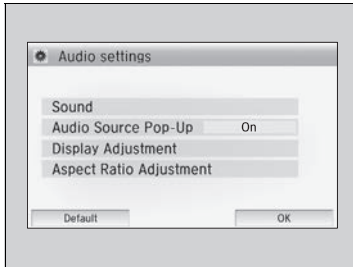 Audio settings
Sound
Audio Source Pop-Up On
Display Adjustment
Aspect Ratio Adjustment
Default OK